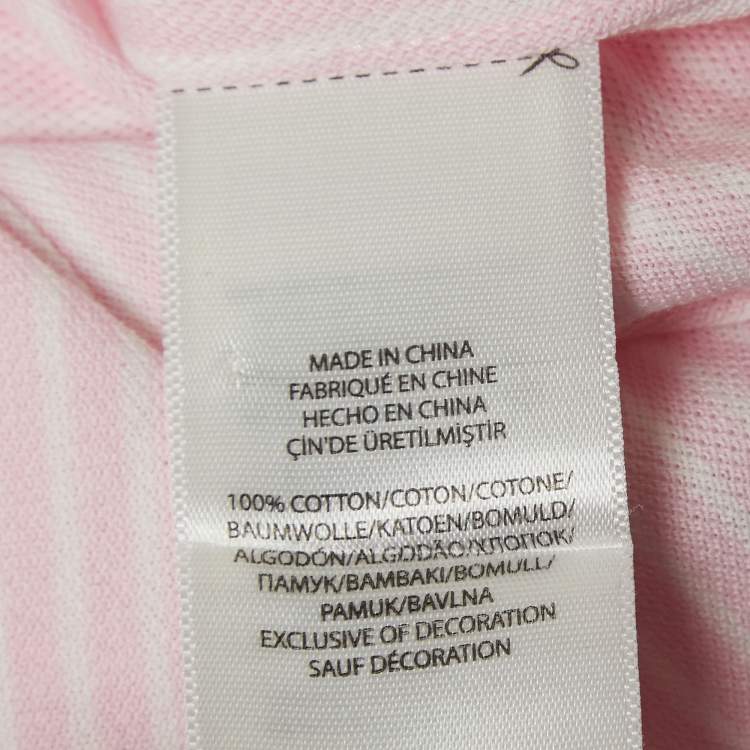 MADE IN CHINA
FABRIQUÉ EN CHINE
HECHO EN CHINA
ÇİN'DE ÜRETİLMİŞTİR
100% COTTON/COTON/COTONE/
BAUMWOLLE/KATOEN/BOMULD/
ALGODÓN/ALGODÃO/ХЛОПОК/
ПАМУК/BAMBAKI/BOMULL/
PAMUK/BAVLNA
EXCLUSIVE OF DECORATION
SAUF DÉCORATION